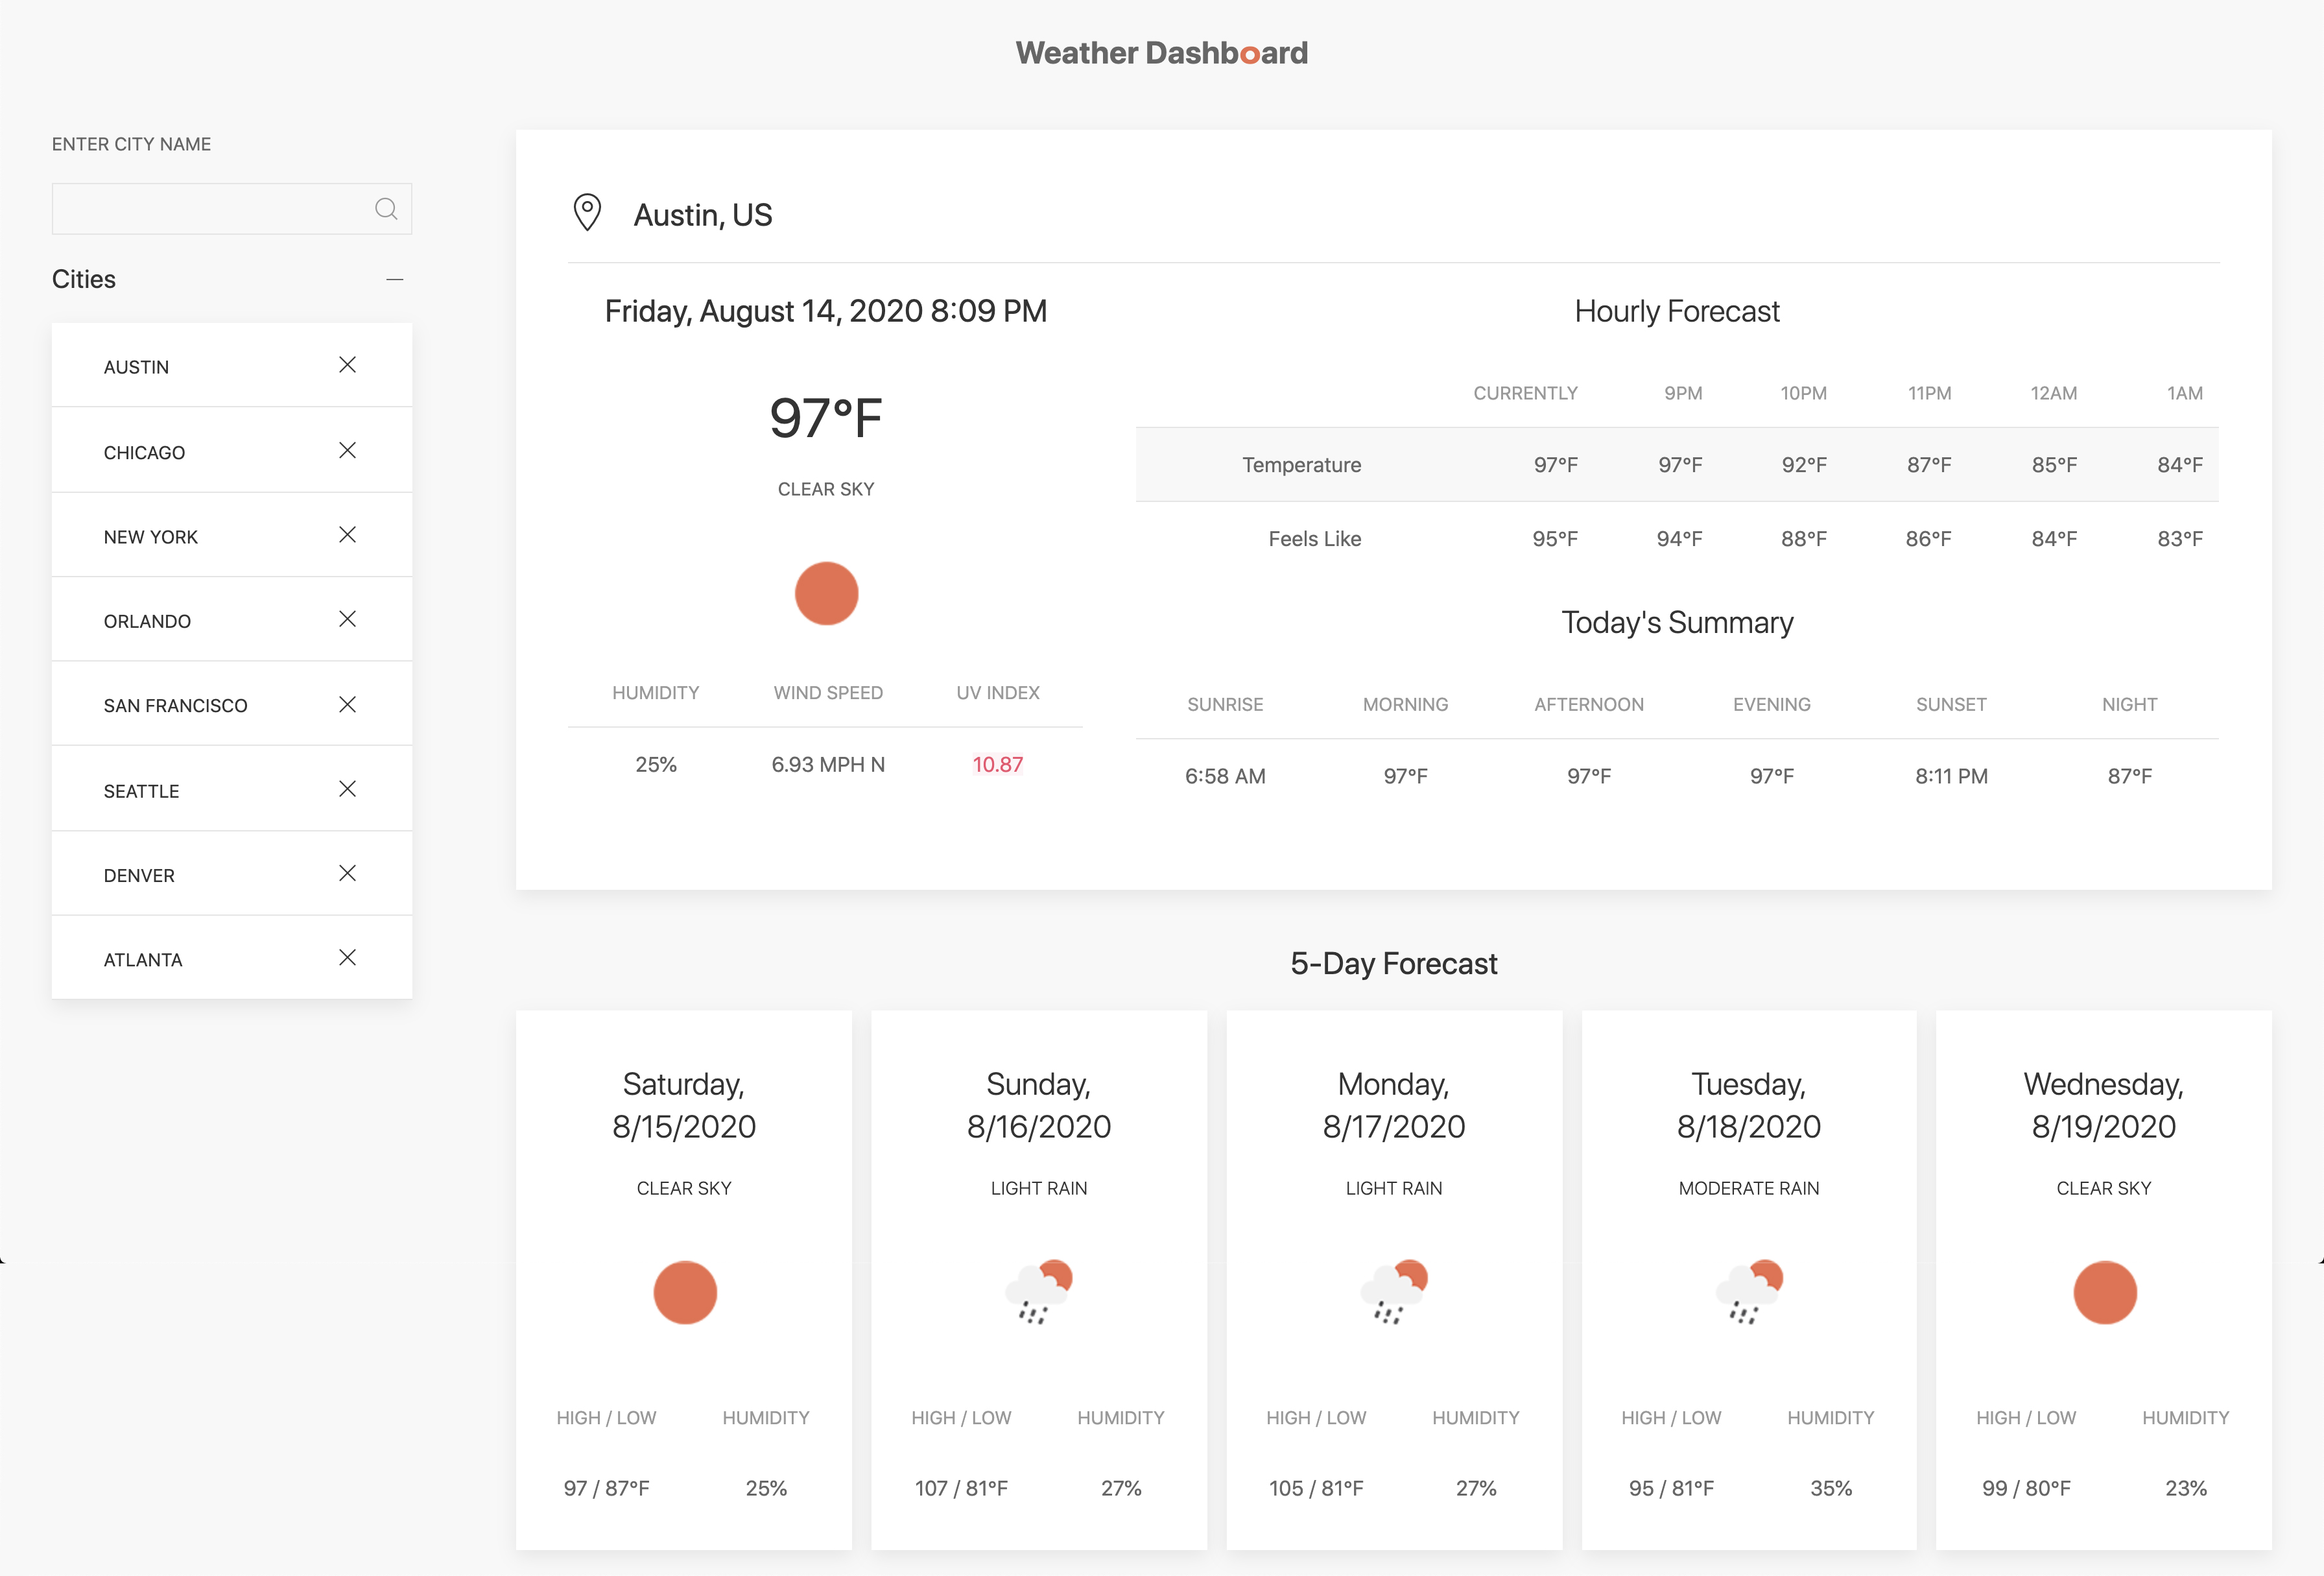 Weather Dashboard
ENTER CITY NAME
Cities
AUSTIN
CHICAGO
NEW YORK
ORLANDO
SAN FRANCISCO
SEATTLE
DENVER
ATLANTA
Austin, US
Friday, August 14, 2020 8:09 PM
97°F
CLEAR SKY
HUMIDITY WIND SPEED UV INDEX
25% 6.93 MPH N 10.87
Hourly Forecast
CURRENTLY 9PM 10PM 11PM 12AM 1AM
Temperature 97°F 97°F 92°F 87°F 85°F 84°F
Feels Like 95°F 94°F 88°F 86°F 84°F 83°F
Today's Summary
SUNRISE MORNING AFTERNOON EVENING SUNSET NIGHT
6:58 AM 97°F 97°F 97°F 8:11 PM 87°F
5-Day Forecast
Saturday,
8/15/2020
CLEAR SKY
HIGH / LOW HUMIDITY
97 / 87°F 25%
Sunday,
8/16/2020
LIGHT RAIN
HIGH / LOW HUMIDITY
107 / 81°F 27%
Monday,
8/17/2020
LIGHT RAIN
HIGH / LOW HUMIDITY
105 / 81°F 27%
Tuesday,
8/18/2020
MODERATE RAIN
HIGH / LOW HUMIDITY
95 / 81°F 35%
Wednesday,
8/19/2020
CLEAR SKY
HIGH / LOW HUMIDITY
99 / 80°F 23%